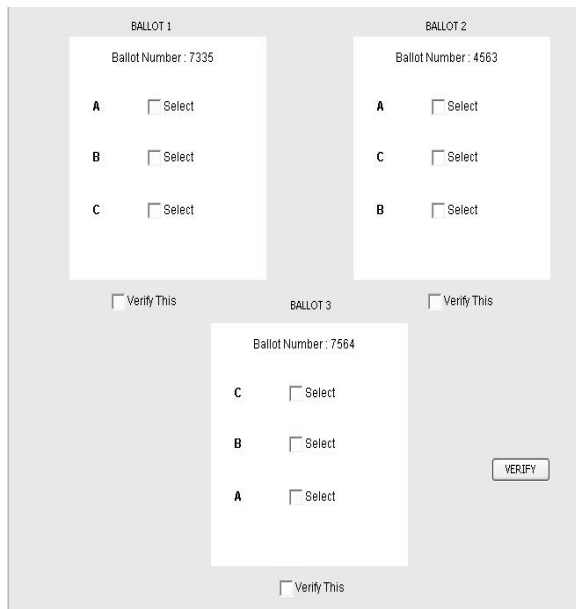 BALLOT 1
Ballot Number : 7335
A Select
B Select
C Select
Verify This
BALLOT 2
Ballot Number : 4563
A Select
C Select
B Select
Verify This
BALLOT 3
Ballot Number : 7564
C Select
B Select
A Select
Verify This
VERIFY